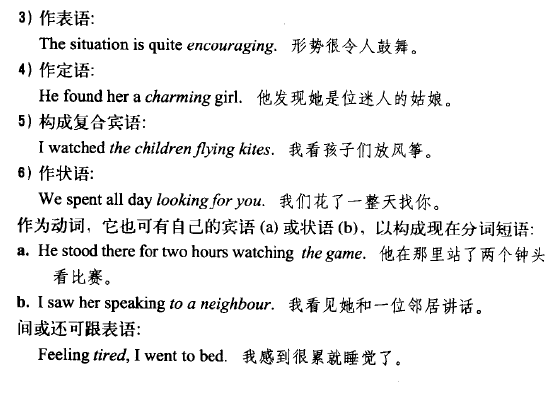 3) 作表语:
The situation is quite encouraging. 形势很令人鼓舞。
4) 作定语:
He found her a charming girl. 他发现她是位迷人的姑娘。
5) 构成复合宾语:
I watched the children flying kites. 我看孩子们放风筝。
6) 作状语:
We spent all day looking for you. 我们花了一整天找你。
作为动词，它也可有自己的宾语 (a) 或状语 (b)，以构成现在分词短语:
a. He stood there for two hours watching the game. 他在那里站了两个钟头
看比赛。
b. I saw her speaking to a neighbour. 我看见她和一位邻居讲话。
间或还可跟表语:
Feeling tired, I went to bed. 我感到很累就睡觉了。